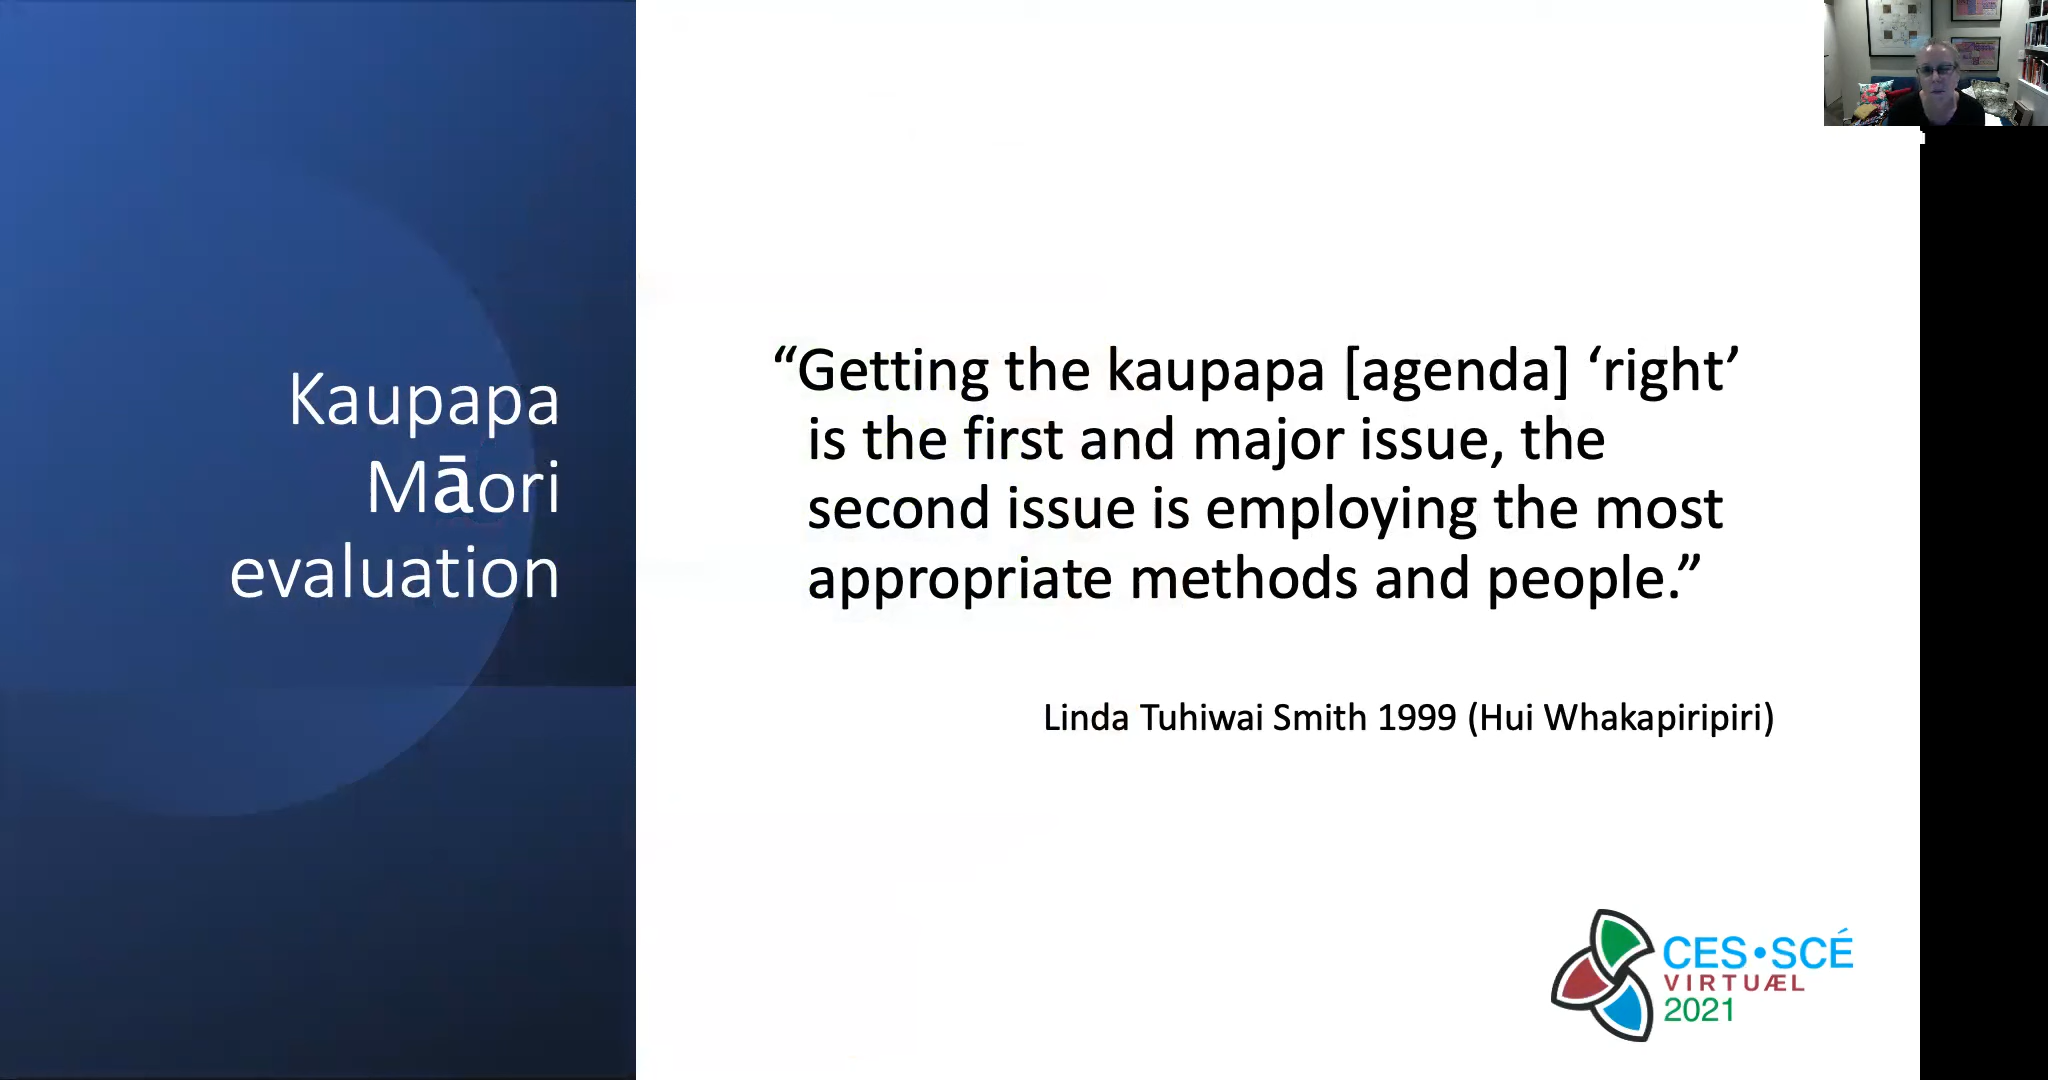 Kaupapa
Māori
evaluation
“Getting the kaupapa [agenda] ‘right’
is the first and major issue, the
second issue is employing the most
appropriate methods and people.”
Linda Tuhiwai Smith 1999 (Hui Whakapiripiri)
CES•SCÉ
VIRTUÆL
2021